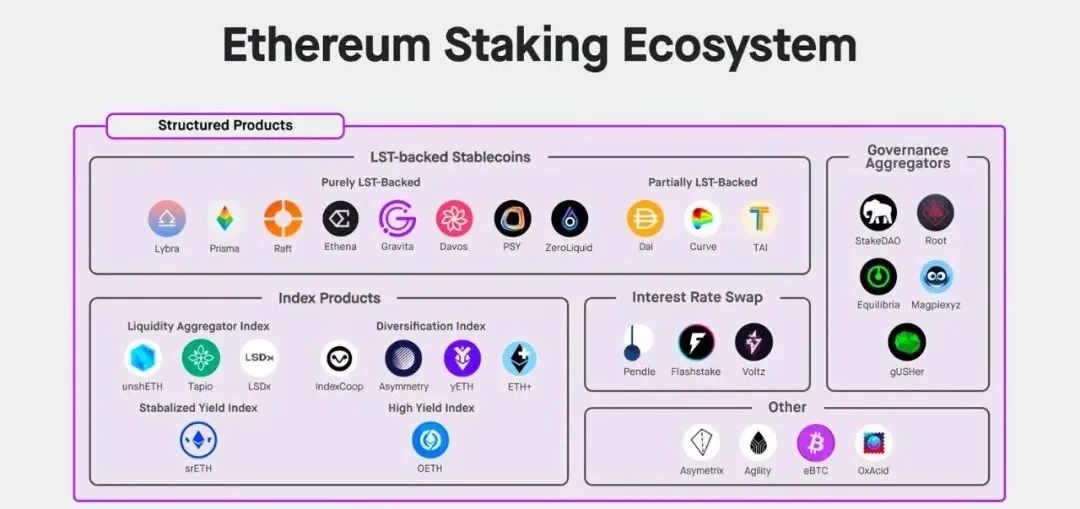 Ethereum Staking Ecosystem
Structured Products
LST-backed Stablecoins
Purely LST-Backed
Lybra
Prisma
Raft
Ethena
Gravita
Davos
PSY
ZeroLiquid
Partially LST-Backed
Dai
Curve
TAI
Governance
Aggregators
StakeDAO
Root
Equilibria
Magpiexyz
gUSHer
Index Products
Liquidity Aggregator Index
unshETH
Tapio
LSDx
LSDx
Diversification Index
IndexCoop
Asymmetry
yETH
ETH+
Stabalized Yield Index
srETH
High Yield Index
OETH
Interest Rate Swap
Pendle
Flashstake
Voltz
Other
Asymetrix
Agility
eBTC
OxAcid